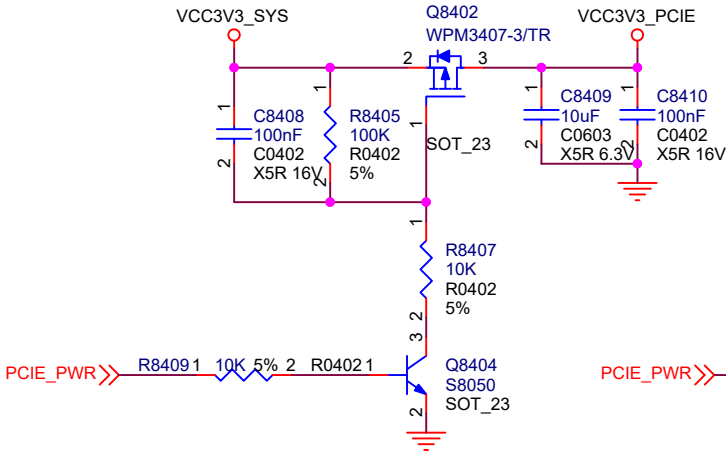 VCC3V3_SYS
Q8402
WPM3407-3/TR
VCC3V3_PCIE
2
3
1
C8408
100nF
C0402
X5R 16V
2
1
R8405
100K
R0402
5%
2
1
SOT_23
1
C8409
10uF
C0603
X5R 6.3V
2
1
C8410
100nF
C0402
X5R 16V
2
1
R8407
10K
R0402
5%
2
3
Q8404
S8050
SOT_23
2
PCIE_PWR
R8409 1 10K 5% 2 R0402 1
PCIE_PWR